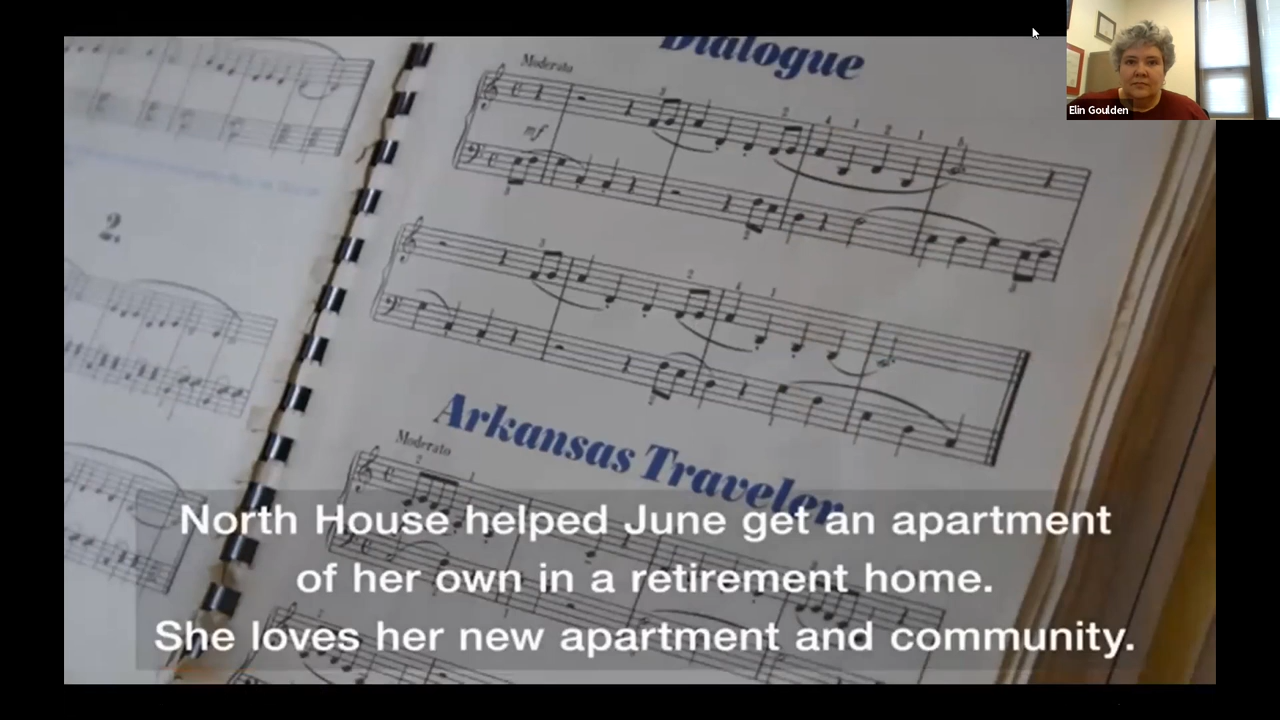 Dialogue
Moderato
mf
Elin Goulden
2.
Arkansas Traveler
Moderato
North House helped June get an apartment
of her own in a retirement home.
She loves her new apartment and community.